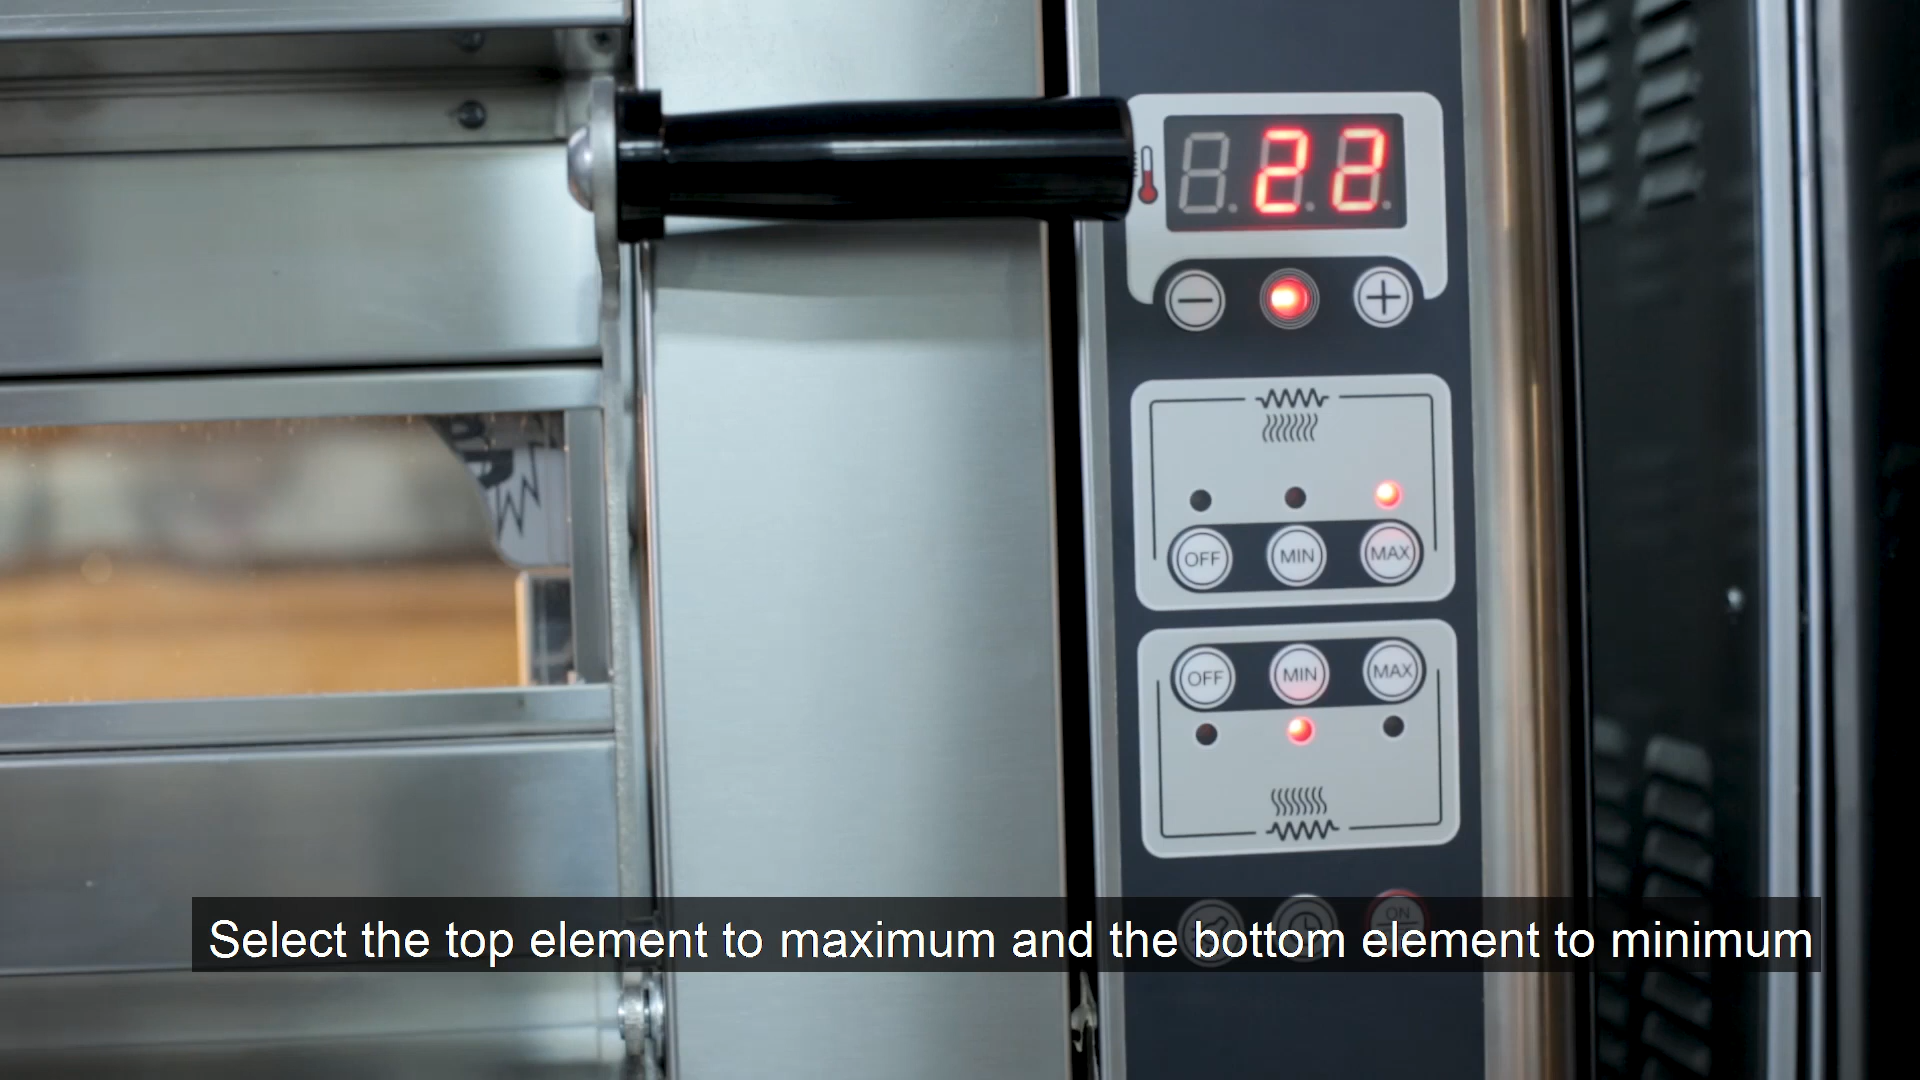 22
OFF MIN MAX
OFF MIN MAX
ON
Select the top element to maximum and the bottom element to minimum